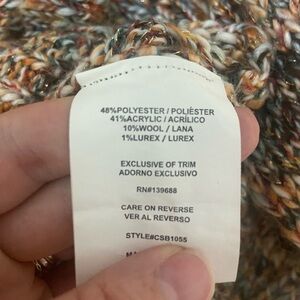 48%POLYESTER / POLIÈSTER
41%ACRYLIC / ACRÍLICO
10%WOOL / LANA
1%LUREX / LUREX
EXCLUSIVE OF TRIM
ADORNO EXCLUSIVO
RN#139688
CARE ON REVERSE
VER AL REVERSO
STYLE#CSB1055